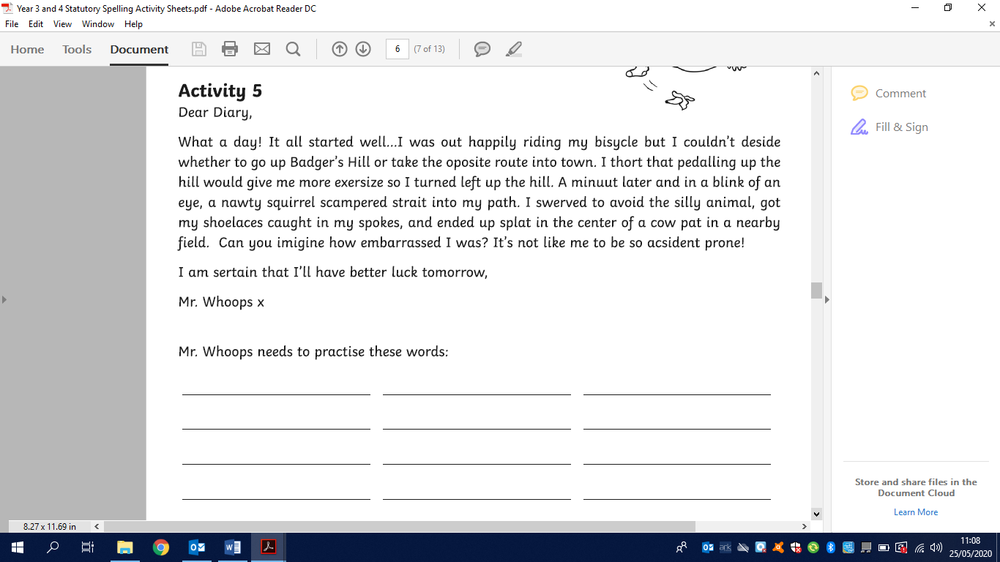 Year 3 and 4 Statutory Spelling Activity Sheets.pdf - Adobe Acrobat Reader DC
File Edit View Window Help
Home Tools Document 6 (7 of 13)
Activity 5
Dear Diary,
What a day! It all started well...I was out happily riding my bisycle but I couldn't deside
whether to go up Badger's Hill or take the oposite route into town. I thort that pedalling up the
hill would give me more exersize so I turned left up the hill. A minuut later and in a blink of an
eye, a nawty squirrel scampered strait into my path. I swerved to avoid the silly animal, got
my shoelaces caught in my spokes, and ended up splat in the center of a cow pat in a nearby
field. Can you imigine how embarrassed I was? It's not like me to be so acsident prone!
I am sertain that I'll have better luck tomorrow,
Mr. Whoops x
Mr. Whoops needs to practise these words:
Comment
Fill & Sign
Store and share files in the
Document Cloud
Learn More
8.27 x 11.69 in
ark
11:08
25/05/2020